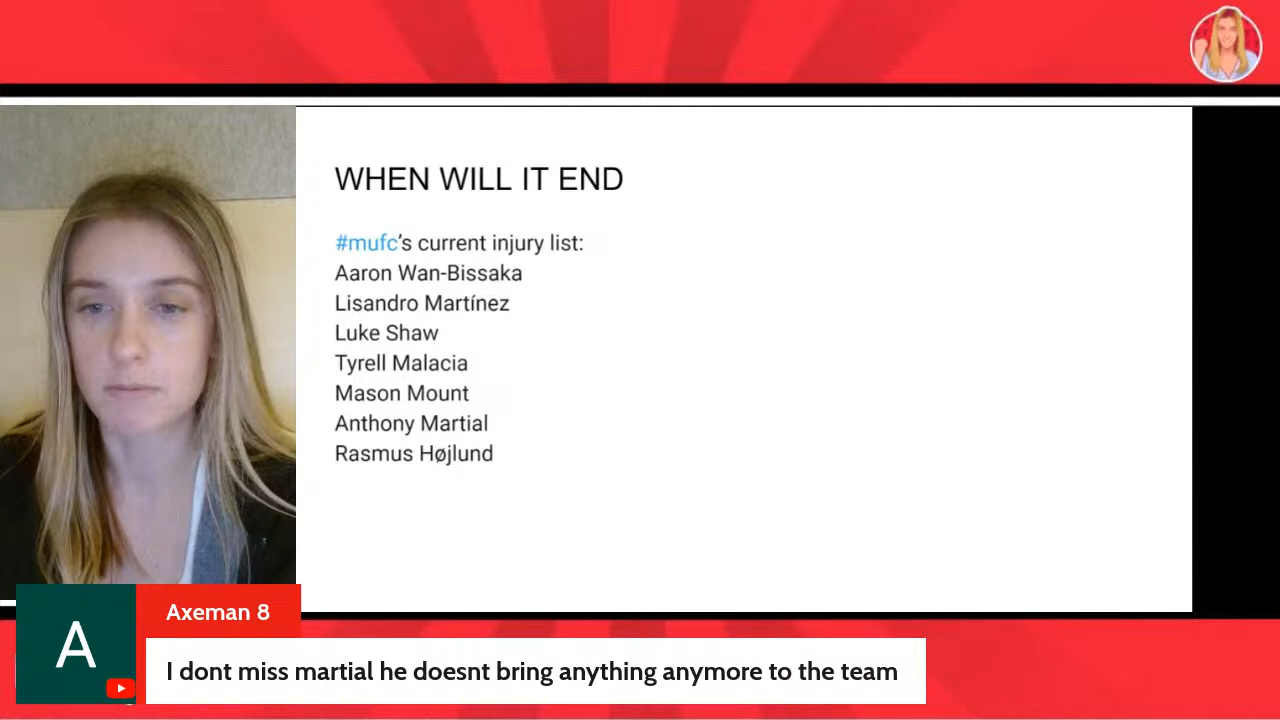 WHEN WILL IT END
#mufc's current injury list:
Aaron Wan-Bissaka
Lisandro Martínez
Luke Shaw
Tyrell Malacia
Mason Mount
Anthony Martial
Rasmus Højlund
A
Axeman 8
I dont miss martial he doesnt bring anything anymore to the team